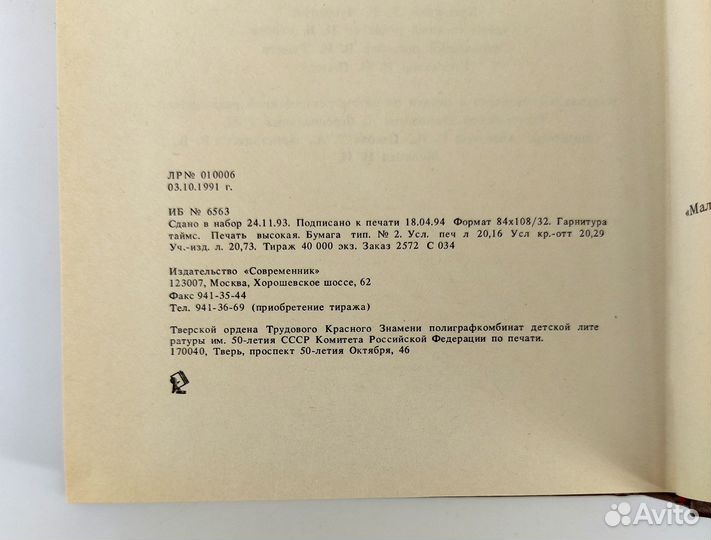 ЛР № 010006
03.10.1991 г.
ИБ № 6563
Сдано в набор 24.11.93. Подписано к печати 18.04.94 Формат 84х108/32. Гарнитура
таймс. Печать высокая. Бумага тип. № 2. Усл. печ л 20,16 Усл кр.-отт 20,29
Уч.-изд. л. 20,73. Тираж 40 000 экз. Заказ 2572 С 034
Издательство «Современник»
123007, Москва, Хорошевское шоссе, 62
Факс 941-35-44
Тел. 941-36-69 (приобретение тиража)
Тверской ордена Трудового Красного Знамени полиграфкомбинат детской лите
ратуры им. 50-летия СССР Комитета Российской Федерации по печати.
170040, Тверь, проспект 50-летия Октября, 46
«Мал
Avito